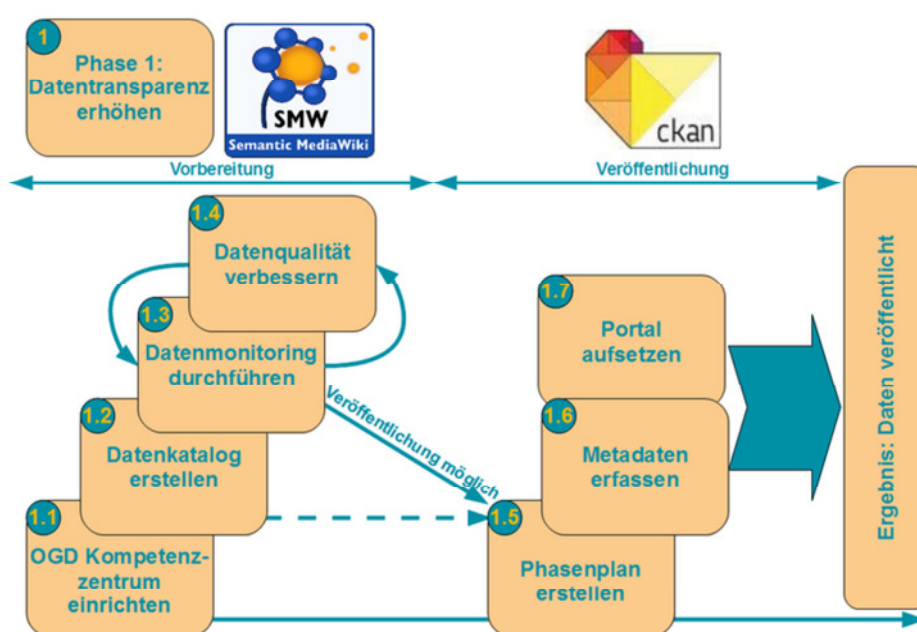 1
Phase 1:
Datentransparenz
erhöhen
SMW
Semantic MediaWiki
ckan
Vorbereitung
Veröffentlichung
1.4
Datenqualität
verbessern
1.3
Datenmonitoring
durchführen
1.2
Datenkatalog
erstellen
1.1
OGD Kompetenz-
zentrum
einrichten
Veröffentlichung möglich
1.7
Portal
aufsetzen
1.6
Metadaten
erfassen
1.5
Phasenplan
erstellen
Ergebnis: Daten veröffentlicht